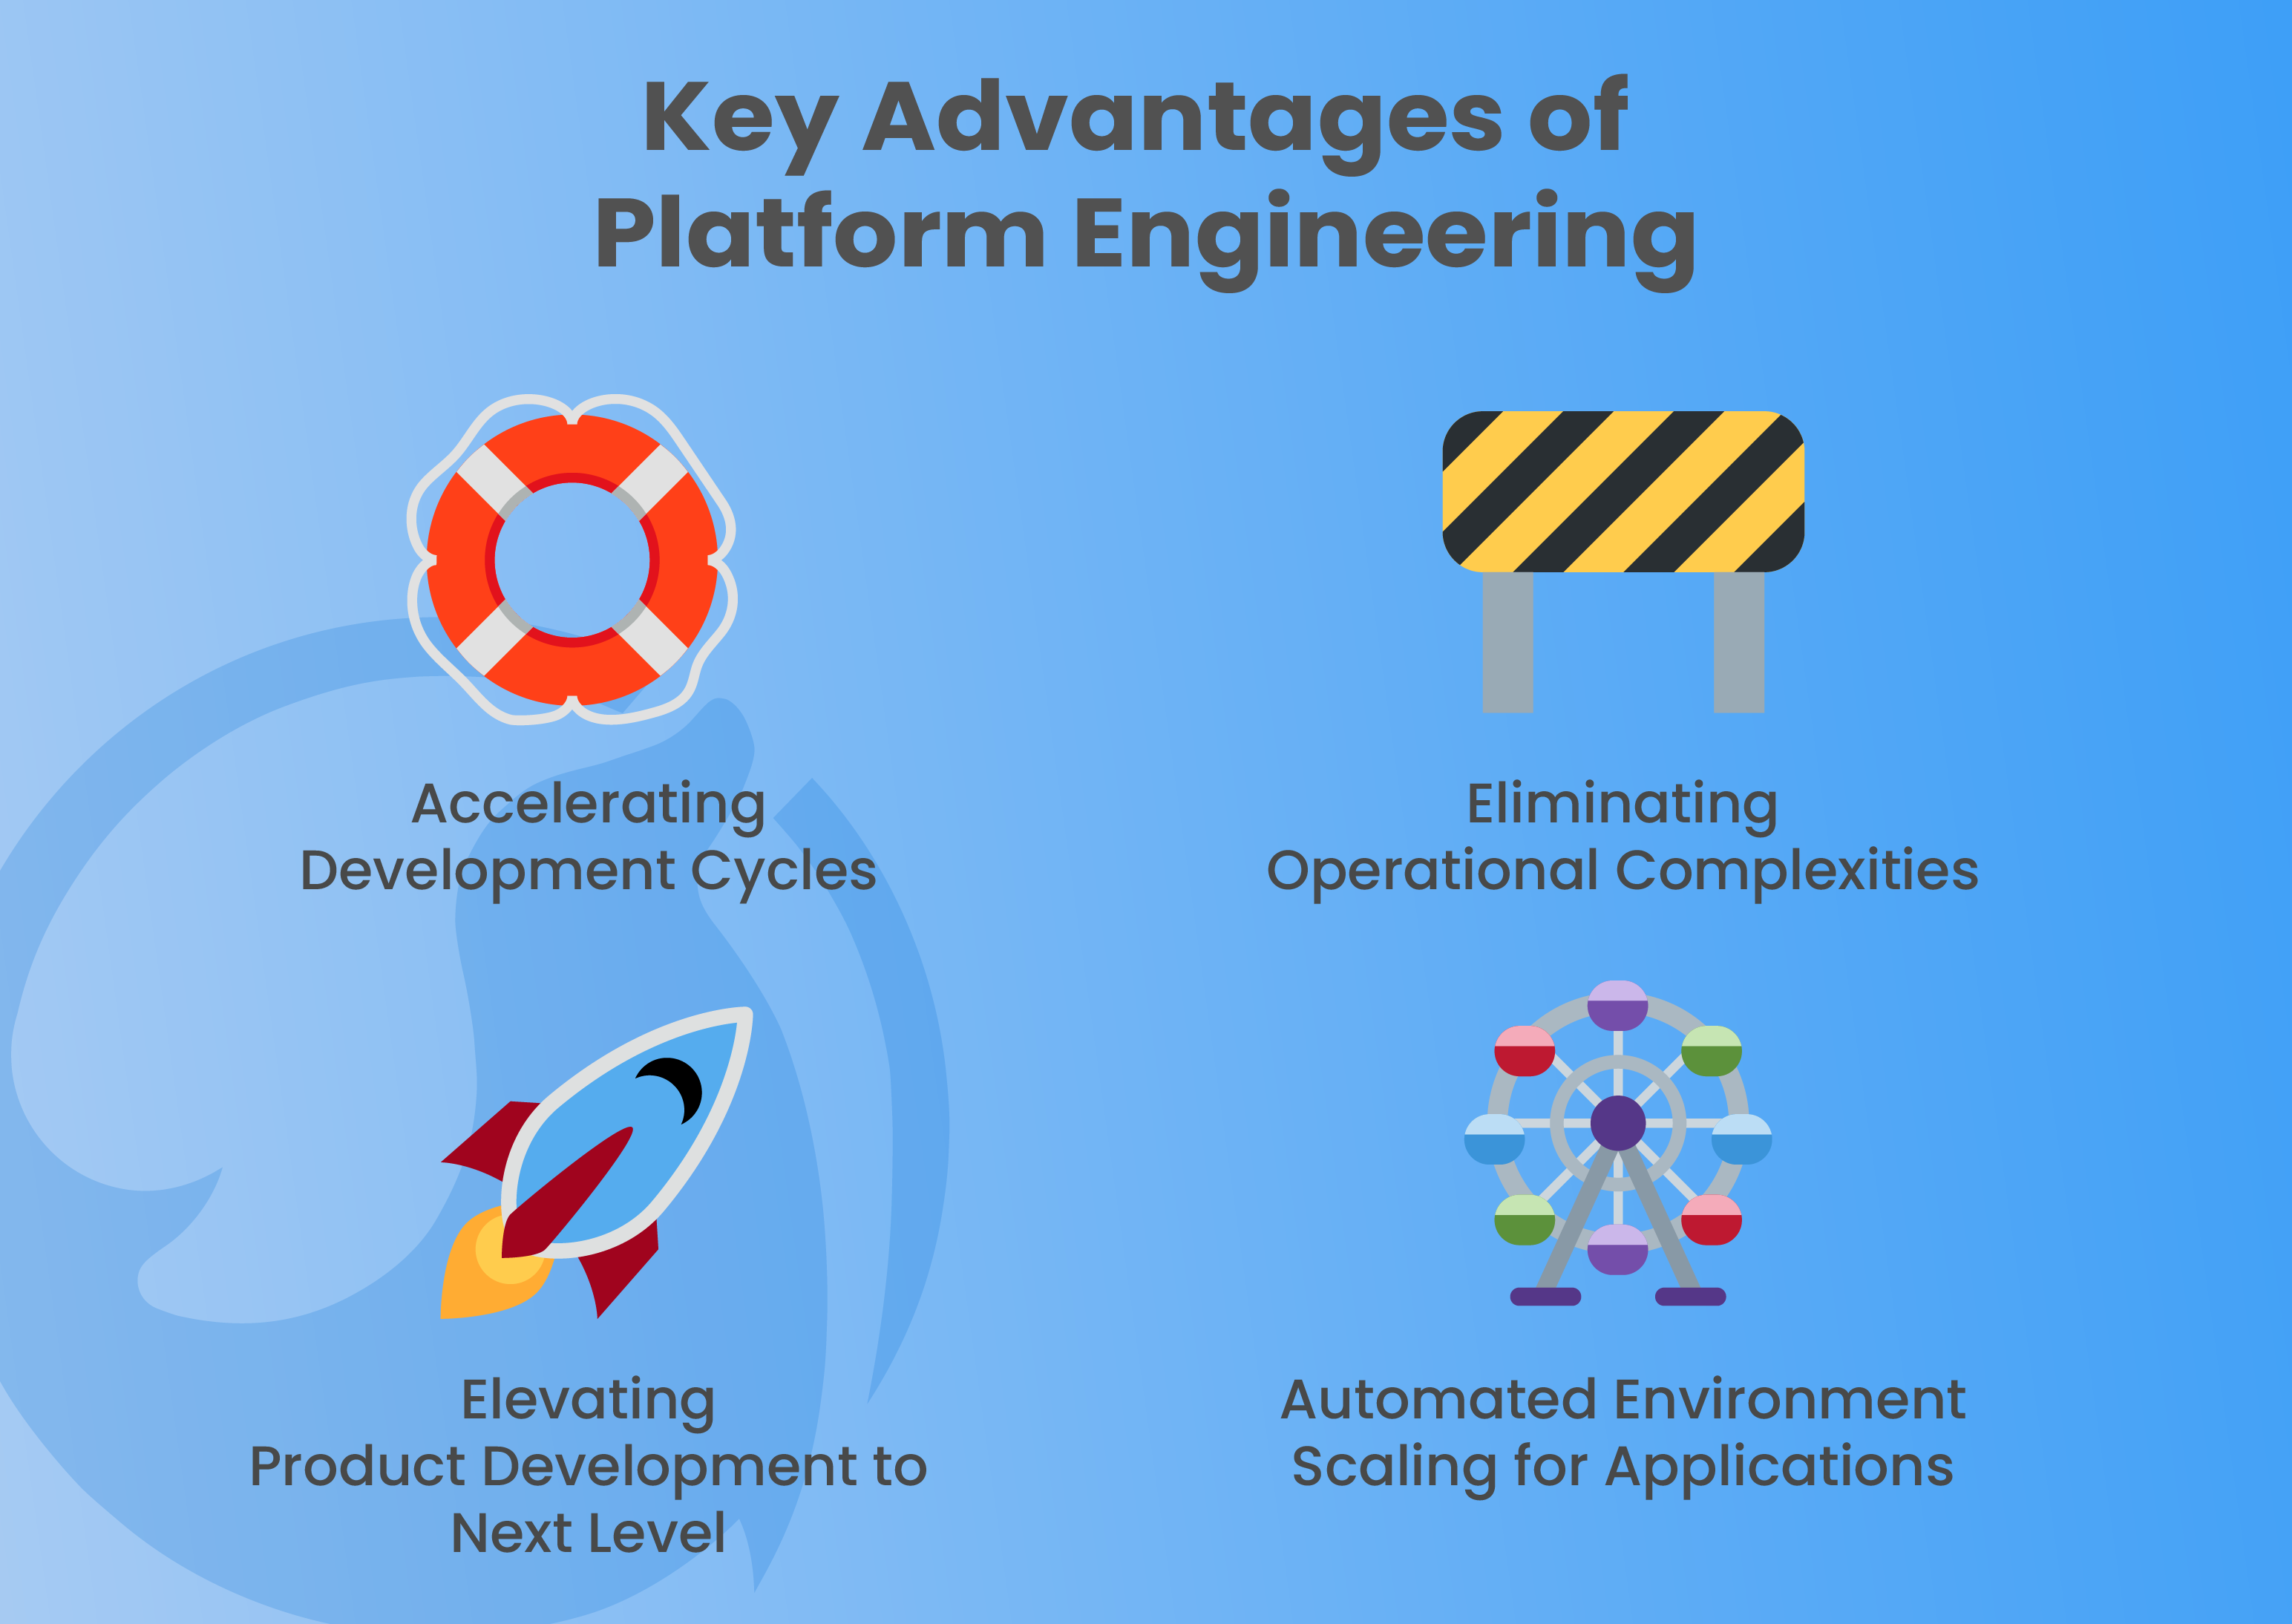 Key Advantages of
Platform Engineering
Accelerating
Development Cycles
Eliminating
Operational Complexities
Elevating
Product Development to
Next Level
Automated Environment
Scaling for Applications